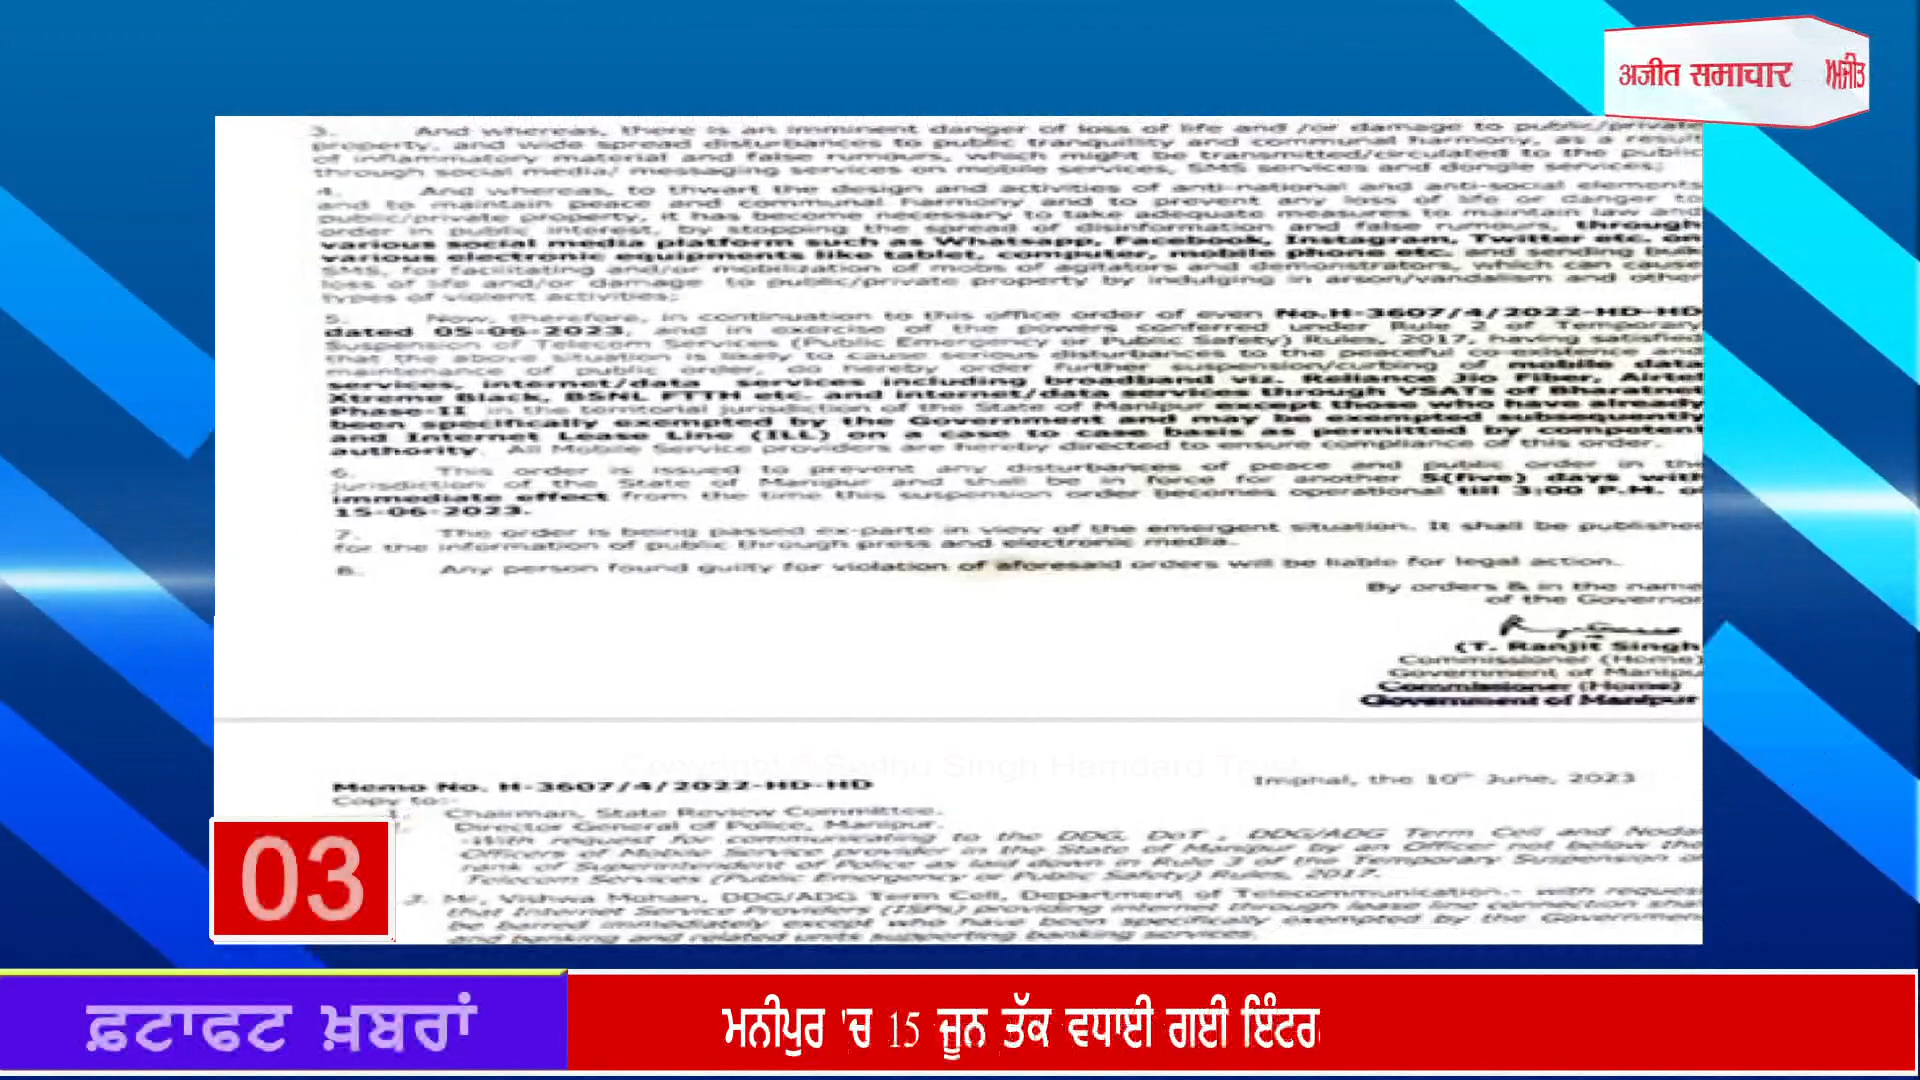 अजीत समाचार ਅਜੀਤ
3. And whereas, there is an imminent danger of loss of life and /or damage to public/private
property, and wide spread disturbances to public tranquility and communal harmony, as a result
of inflammatory material and false rumours, which might be transmitted/circulated to the public
through social media/ messaging services on mobile services, SMS services and dongle services;
4. And whereas, to thwart the design and activities of anti-national and anti-social elements
and to maintain peace and communal harmony and to prevent any loss of life or danger to
public/private property, it has become necessary to take adequate measures to maintain law and
order in public interest, by stopping the spread of disinformation and false rumours, through
various social media platform such as Whatsapp, Facebook, Instagram, Twitter etc. on
various electronic equipments like tablet, computer, mobile phone etc. and sending bulk
SMS, for facilitating and/or mobilization of mobs of agitators and demonstrators, which can cause
loss of life and/or damage to public/private property by indulging in arson/vandalism and other
types of violent activities;
5. Now, therefore, in continuation to this office order of even No.H-3607/4/2022-HD-HD
dated 05-06-2023, and in exercise of the powers conferred under Rule 2 of Temporary
Suspension of Telecom Services (Public Emergency or Public Safety) Rules, 2017, having satisfied
that the above situation is likely to cause serious disturbances to the peaceful co-existence and
maintenance of public order, do hereby order further suspension/curbing of mobile data
services, internet/data services including broadband viz. Reliance Jio Fiber, Airtel
Xtreme Black, BSNL FTTH etc. and internet/data services through VSATs of Bharatnet
Phase-II in the territorial jurisdiction of the State of Manipur except those who have already
been specifically exempted by the Government and may be exempted subsequently
and Internet Lease Line (ILL) on a case to case basis as permitted by competent
authority. All Mobile Service providers are hereby directed to ensure compliance of this order.
6. This order is issued to prevent any disturbances of peace and public order in the
jurisdiction of the State of Manipur and shall be in force for another 5(five) days with
immediate effect from the time this suspension order becomes operational till 3:00 P.M. of
15-06-2023.
7. The order is being passed ex-parte in view of the emergent situation. It shall be published
for the information of public through press and electronic media.
8. Any person found guilty for violation of aforesaid orders will be liable for legal action.
By orders & in the name
of the Governor
(T. Ranjit Singh
Commissioner (Home)
Government of Manipu
Commissioner (Home)
Government of Manipur
Copyright © Sadhu Singh Hamdard Trust
Memo No. H-3607/4/2022-HD-HD Imphal, the 10th June, 2023
Copy to:-
1. Chairman, State Review Committee.
Director General of Police, Manipur.
-With request for communicating to the DDG, DoT , DDG/ADG Term Cell and Nodal
Officers of Mobile Service provider in the State of Manipur by an Officer not below the
rank of Superintendent of Police as laid down in Rule 3 of the Temporary Suspension of
Telecom Services (Public Emergency or Public Safety) Rules, 2017.
3. Mr. Vishwa Mohan, DDG/ADG Term Cell, Department of Telecommunication.- with request
that Internet Service Providers (ISPs) providing internet through lease line connection shal
be barred immediately except who have been specifically exempted by the Government
and banking and related units supporting banking services.
03
ਫ਼ਟਾਫਟ ਖ਼ਬਰਾਂ
ਮਨੀਪੁਰ 'ਚ 15 ਜੂਨ ਤੱਕ ਵਧਾਈ ਗਈ ਇੰਟਰ